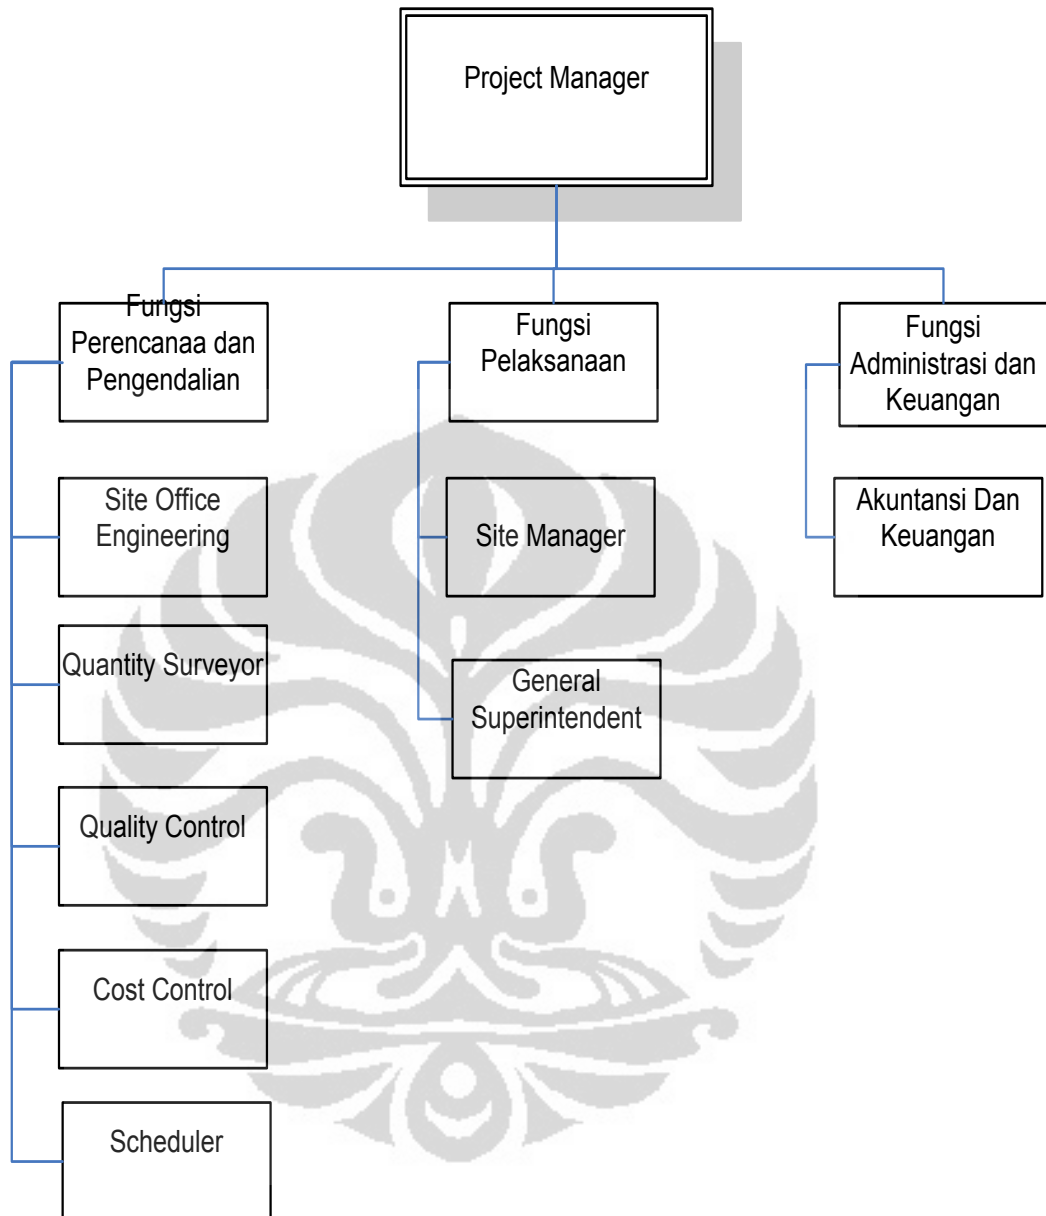 Project Manager
Fungsi
Perencanaa dan
Pengendalian
Fungsi
Pelaksanaan
Fungsi
Administrasi dan
Keuangan
Site Office
Engineering
Site Manager
Akuntansi Dan
Keuangan
Quantity Surveyor
General
Superintendent
Quality Control
Cost Control
Scheduler